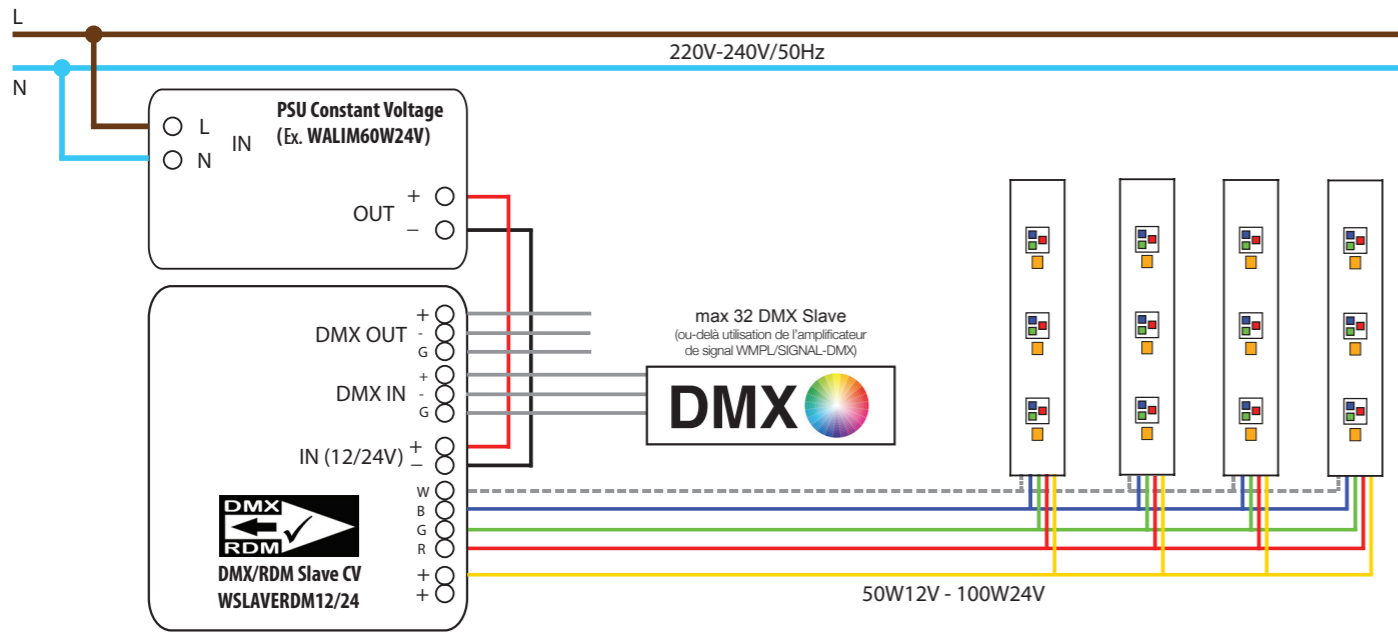 L
220V-240V/50Hz
N
PSU Constant Voltage
(Ex. WALIM60W24V)
L
IN
N
+
OUT
–
+
DMX OUT -
G
+
DMX IN -
G
+
IN (12/24V) –
W
B
G
R
+
+
DMX
RDM
DMX/RDM Slave CV
WSLAVERDM12/24
max 32 DMX Slave
(ou-delà utilisation de l'amplificateur
de signal WMPL/SIGNAL-DMX)
DMX
50W12V - 100W24V